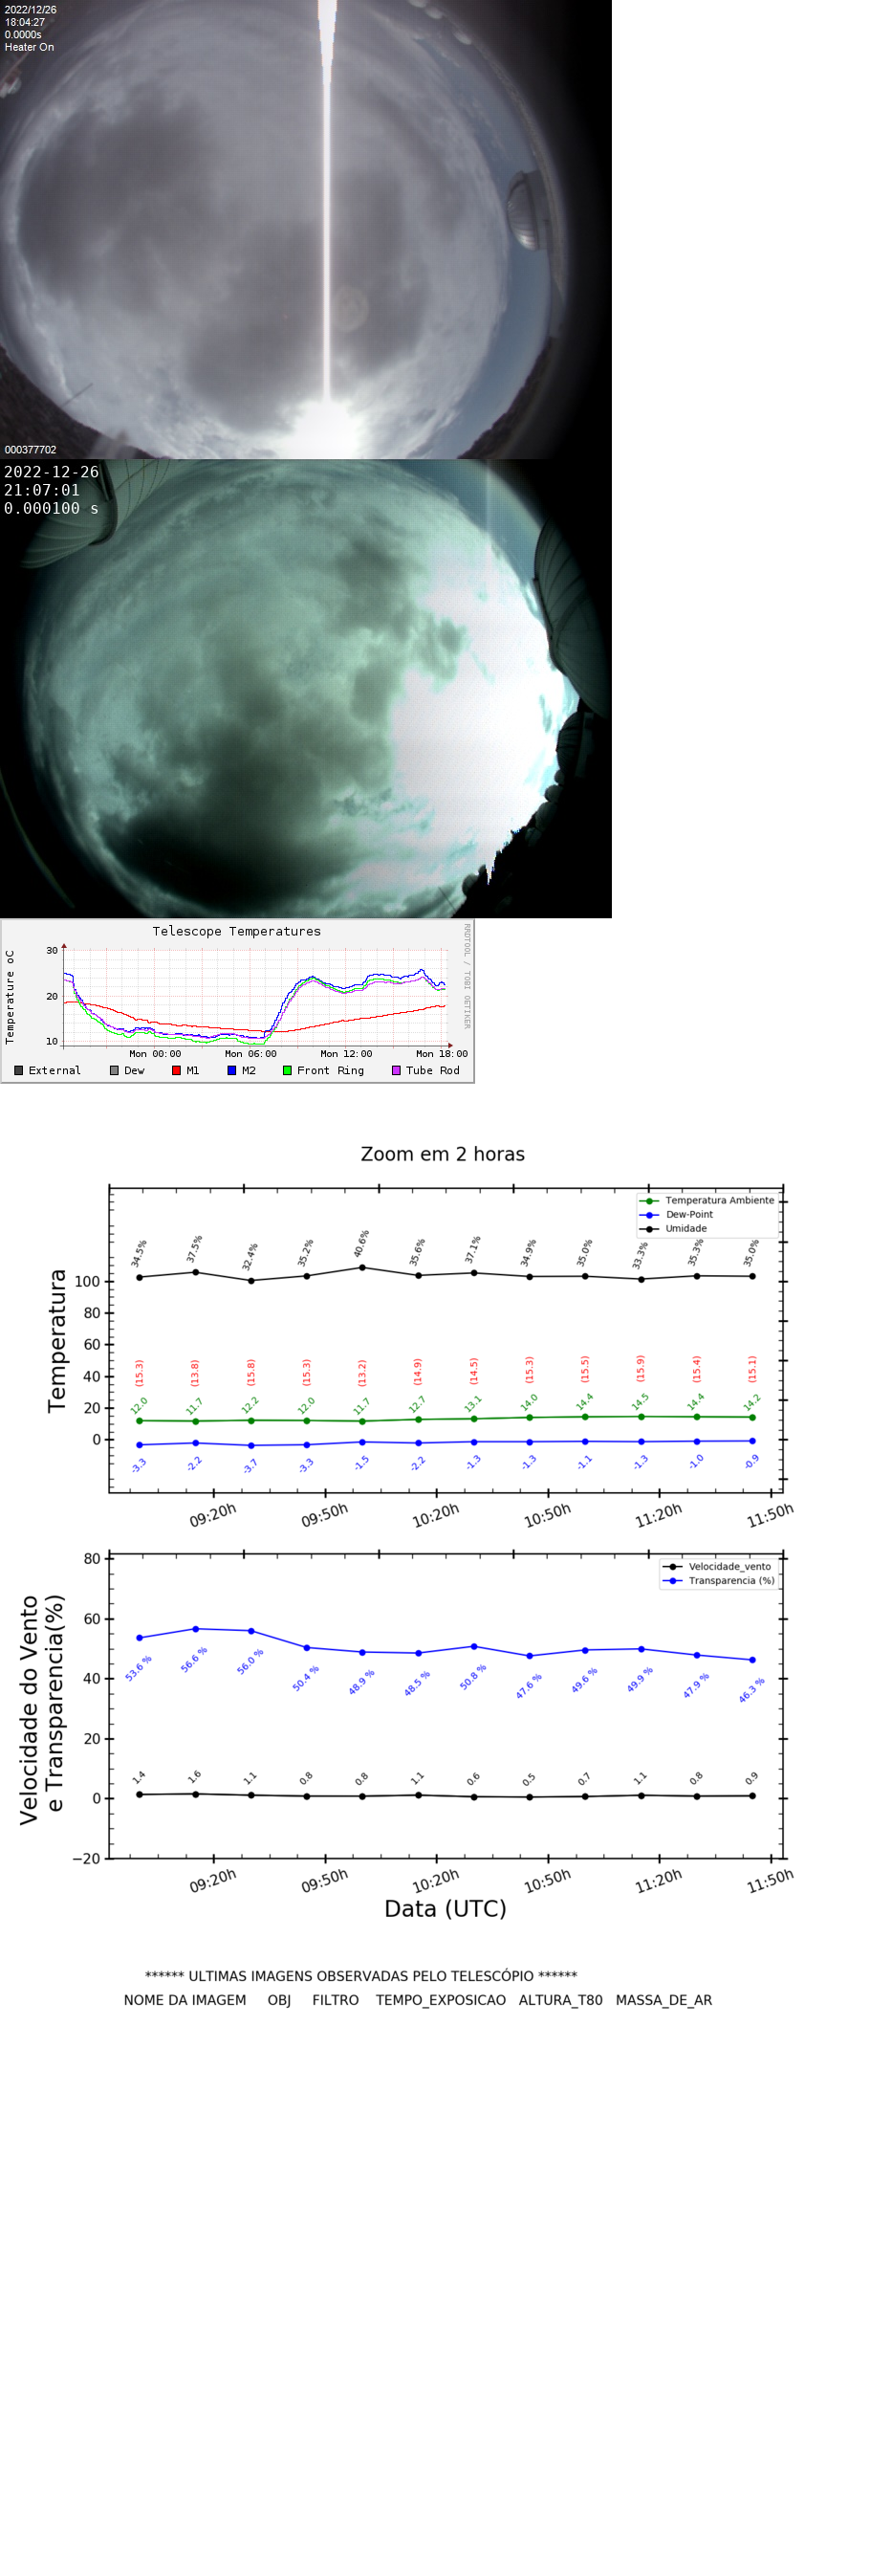 2022/12/26
18:04:27
0.0000s
Heater On
000377702
2022-12-26
21:07:01
0.000100 s
Telescope Temperatures
RRDTOOL / TOBI OETIKER
Temperature oC
30
20
10
Mon 00:00 Mon 06:00 Mon 12:00 Mon 18:00
External Dew M1 M2 Front Ring Tube Rod
Zoom em 2 horas
Temperatura Ambiente
Dew-Point
Umidade
Temperatura
100
80
60
40
20
0
34.5% 37.5% 32.4% 35.2% 40.6% 35.6% 37.1% 34.9% 35.0% 33.3% 35.3% 35.0%
(15.3) (13.8) (15.8) (15.3) (13.2) (14.9) (14.5) (15.3) (15.5) (15.9) (15.4) (15.1)
12.0 11.7 12.2 12.0 11.7 12.7 13.1 14.0 14.4 14.5 14.4 14.2
-3.3 -2.2 -3.7 -3.3 -1.5 -2.2 -1.3 -1.3 -1.1 -1.3 -1.0 -0.9
09:20h 09:50h 10:20h 10:50h 11:20h 11:50h
Velocidade_vento
Transparencia (%)
Velocidade do Vento
e Transparencia(%)
80
60
40
20
0
−20
53.6 % 56.6 % 56.0 % 50.4 % 48.9 % 48.5 % 50.8 % 47.6 % 49.6 % 49.9 % 47.9 % 46.3 %
1.4 1.6 1.1 0.8 0.8 1.1 0.6 0.5 0.7 1.1 0.8 0.9
09:20h 09:50h 10:20h 10:50h 11:20h 11:50h
Data (UTC)
****** ULTIMAS IMAGENS OBSERVADAS PELO TELESCÓPIO ******
NOME DA IMAGEM OBJ FILTRO TEMPO_EXPOSICAO ALTURA_T80 MASSA_DE_AR